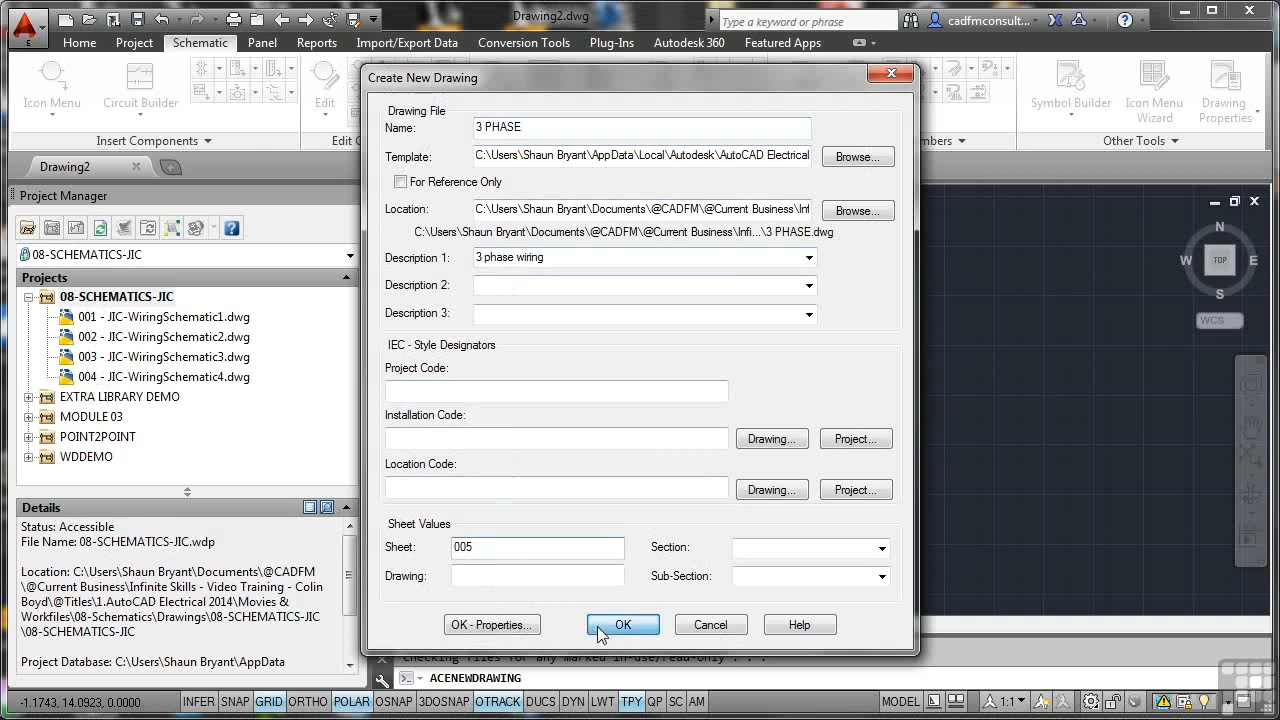 Drawing2.dwg
Type a keyword or phrase
cadfmconsult...
E
Home Project Schematic Panel Reports Import/Export Data Conversion Tools Plug-Ins Autodesk 360 Featured Apps
Icon Menu Circuit Builder Edit Symbol Builder Icon Menu Wizard Drawing Properties
Insert Components Other Tools
Drawing2
Project Manager
08-SCHEMATICS-JIC
Projects
08-SCHEMATICS-JIC
001 - JIC-WiringSchematic1.dwg
002 - JIC-WiringSchematic2.dwg
003 - JIC-WiringSchematic3.dwg
004 - JIC-WiringSchematic4.dwg
EXTRA LIBRARY DEMO
MODULE 03
POINT2POINT
WDDEMO
Details
Status: Accessible
File Name: 08-SCHEMATICS-JIC.wdp
Location: C:\Users\Shaun Bryant\Documents\@CADFM
\@Current Business\Infinite Skills - Video Training - Colin
Boyd\@Titles\1.AutoCAD Electrical 2014\Movies &
Workfiles\08-Schematics\Drawings\08-SCHEMATICS-JIC
\08-SCHEMATICS-JIC
Project Database: C:\Users\Shaun Bryant\AppData
Create New Drawing
Drawing File
Name: 3 PHASE
Template: C:\Users\Shaun Bryant\AppData\Local\Autodesk\AutoCAD Electrical Browse...
For Reference Only
Location: C:\Users\Shaun Bryant\Documents\@CADFM\@Current Business\Inf Browse...
C:\Users\Shaun Bryant\Documents\@CADFM\@Current Business\Infi...\3 PHASE.dwg
Description 1: 3 phase wiring
Description 2:
Description 3:
IEC - Style Designators
Project Code:
Installation Code:
Drawing... Project...
Location Code:
Drawing... Project...
Sheet Values
Sheet: 005 Section:
Drawing: Sub-Section:
OK - Properties... OK Cancel Help
N
W TOP E
S
WCS
ACENEWDRAWING
-1.1743, 14.0923, 0.0000 INFER SNAP GRID ORTHO POLAR OSNAP 3DOSNAP OTRACK DUCS DYN LWT TPY QP SC AM MODEL 1:1